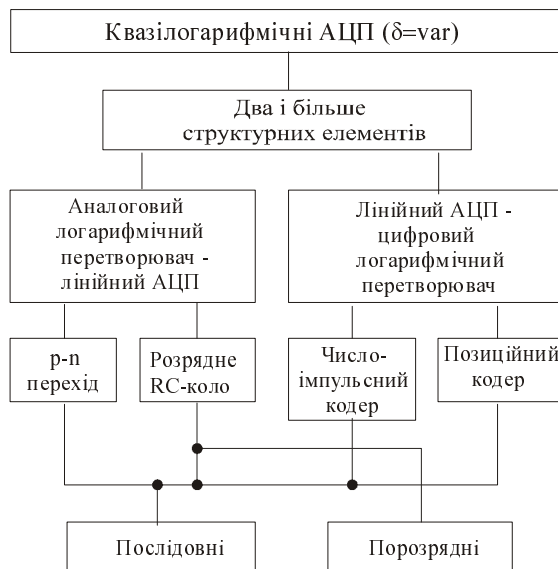 Квазілогарифмічні АЦП (δ=var)
Два і більше
структурних елементів
Аналоговий
логарифмічний
перетворювач -
лінійний АЦП
Лінійний АЦП -
цифровий
логарифмічний
перетворювач
p-n
перехід
Розрядне
RC-коло
Число-
імпульсний
кодер
Позиційний
кодер
Послідовні
Порозрядні